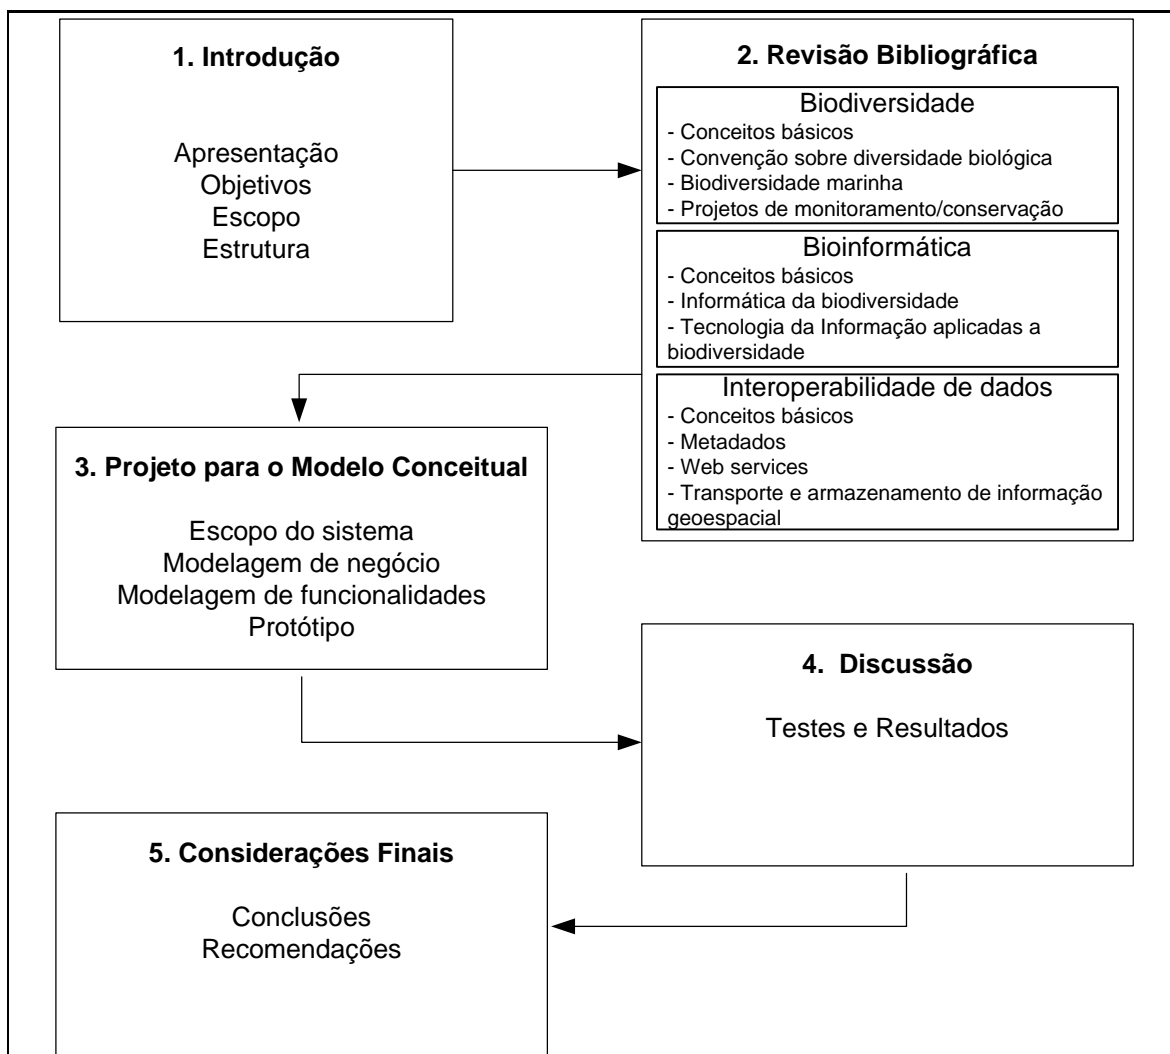 1. Introdução
Apresentação
Objetivos
Escopo
Estrutura
2. Revisão Bibliográfica
Biodiversidade
- Conceitos básicos
- Convenção sobre diversidade biológica
- Biodiversidade marinha
- Projetos de monitoramento/conservação
Bioinformática
- Conceitos básicos
- Informática da biodiversidade
- Tecnologia da Informação aplicadas a
biodiversidade
Interoperabilidade de dados
- Conceitos básicos
- Metadados
- Web services
- Transporte e armazenamento de informação
geoespacial
3. Projeto para o Modelo Conceitual
Escopo do sistema
Modelagem de negócio
Modelagem de funcionalidades
Protótipo
4. Discussão
Testes e Resultados
5. Considerações Finais
Conclusões
Recomendações